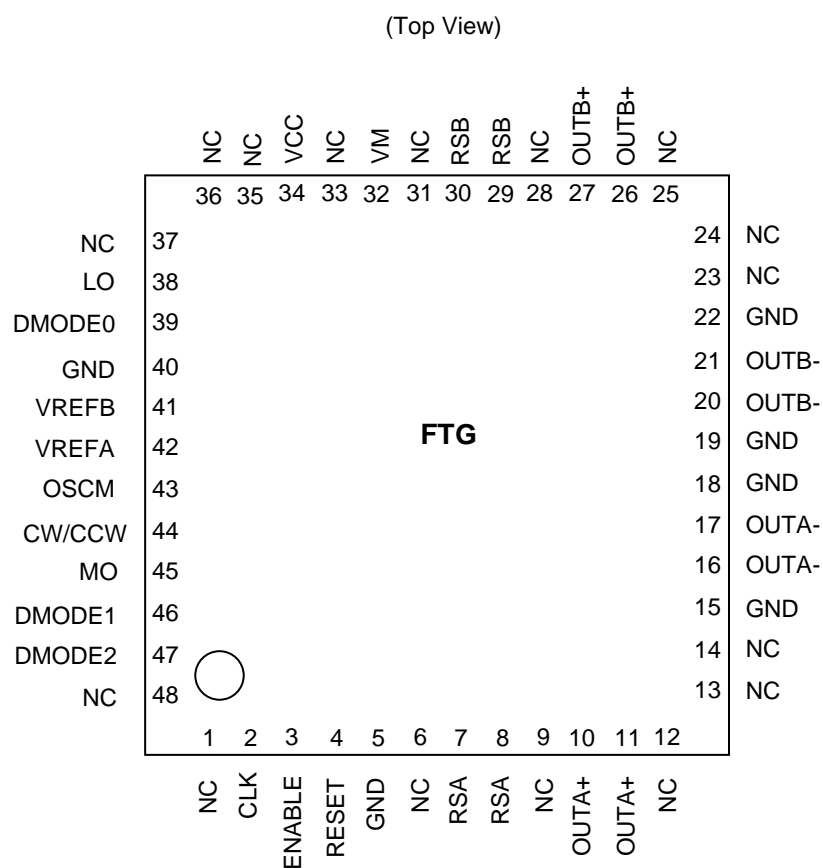 (Top View)
NC NC VCC NC VM NC RSB RSB NC OUTB+ OUTB+ NC
36 35 34 33 32 31 30 29 28 27 26 25
NC 37
LO 38
DMODE0 39
GND 40
VREFB 41
VREFA 42
OSCM 43
CW/CCW 44
MO 45
DMODE1 46
DMODE2 47
NC 48
FTG
24 NC
23 NC
22 GND
21 OUTB-
20 OUTB-
19 GND
18 GND
17 OUTA-
16 OUTA-
15 GND
14 NC
13 NC
1 2 3 4 5 6 7 8 9 10 11 12
NC CLK ENABLE RESET GND NC RSA RSA NC OUTA+ OUTA+ NC